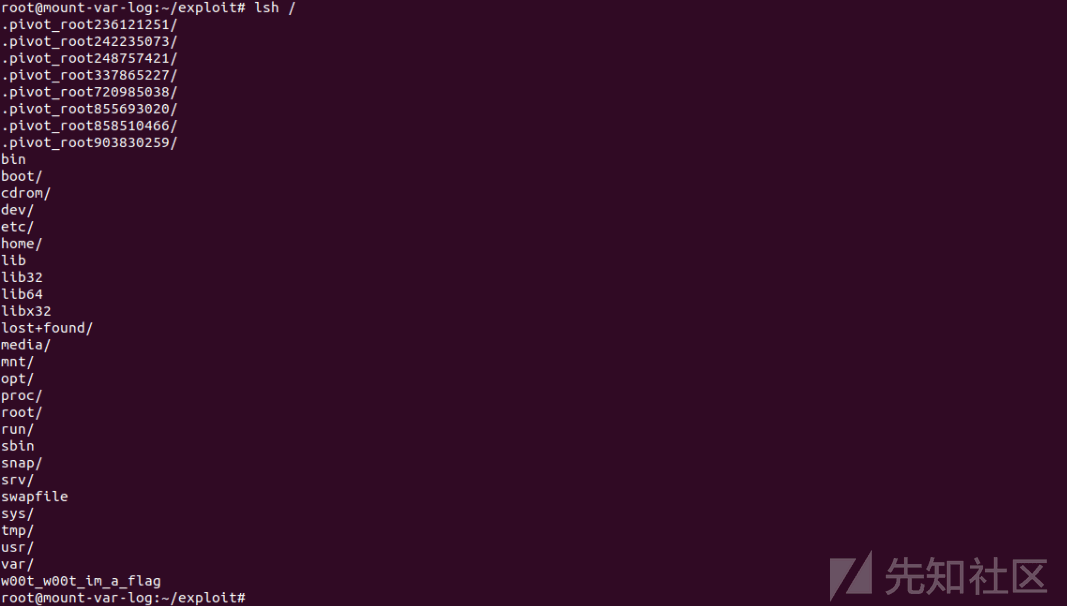 root@mount-var-log:~/exploit# lsh /
.pivot_root236121251/
.pivot_root242235073/
.pivot_root248757421/
.pivot_root337865227/
.pivot_root720985038/
.pivot_root855693020/
.pivot_root858510466/
.pivot_root903830259/
bin
boot/
cdrom/
dev/
etc/
home/
lib
lib32
lib64
libx32
lost+found/
media/
mnt/
opt/
proc/
root/
run/
sbin
snap/
srv/
swapfile
sys/
tmp/
usr/
var/
w00t_w00t_im_a_flag
root@mount-var-log:~/exploit#
先知社区